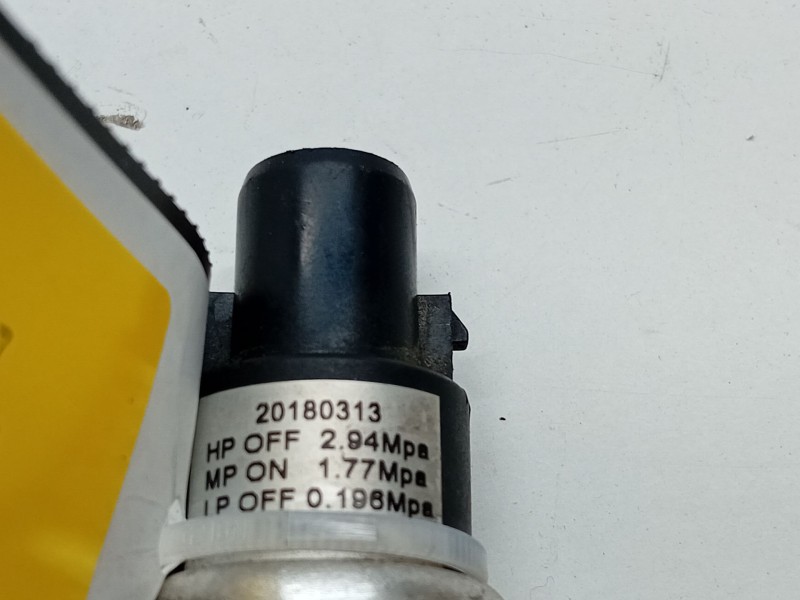 20180313
HP OFF 2.94Mpa
MP ON 1.77Mpa
LP OFF 0.196Mpa